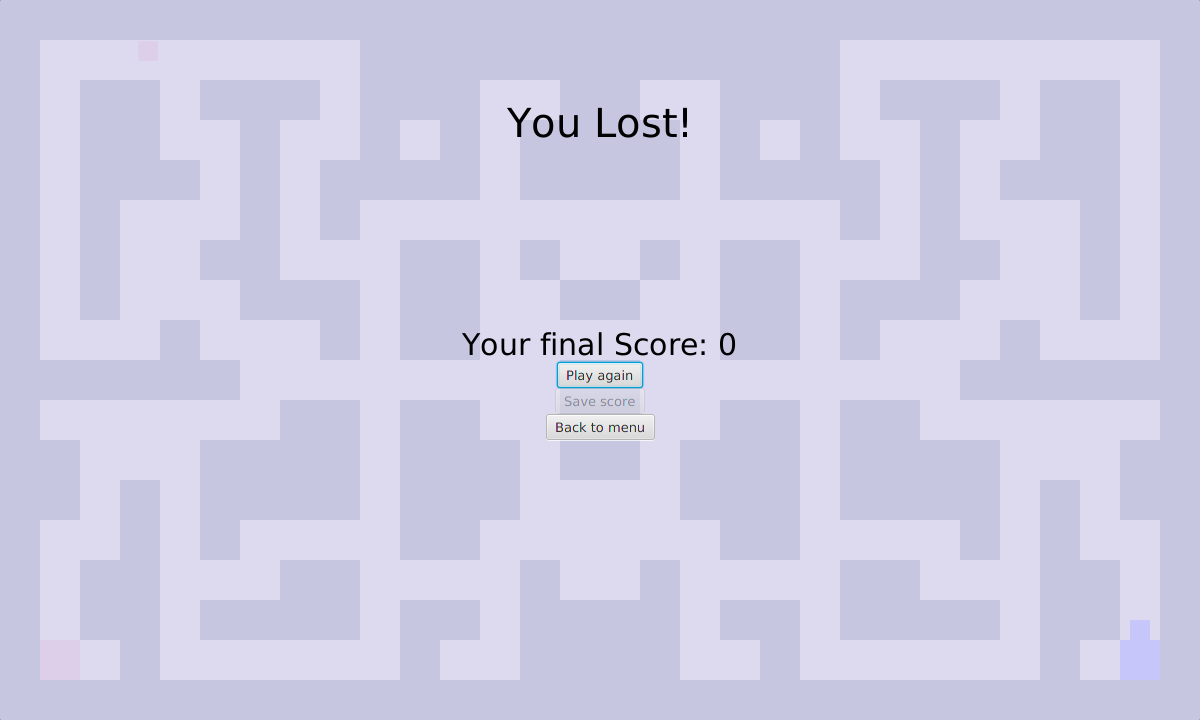 You Lost!
Your final Score: 0
Play again
Save score
Back to menu